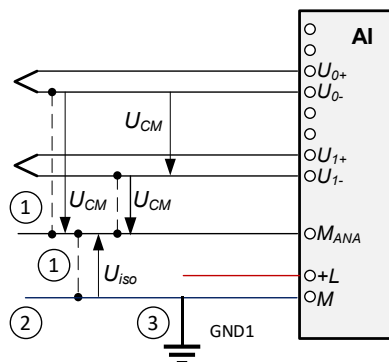 AI
U0+
U0-
UCM
U1+
U1-
1
UCM
UCM
MANA
1
Uiso
+L
M
2
3
GND1